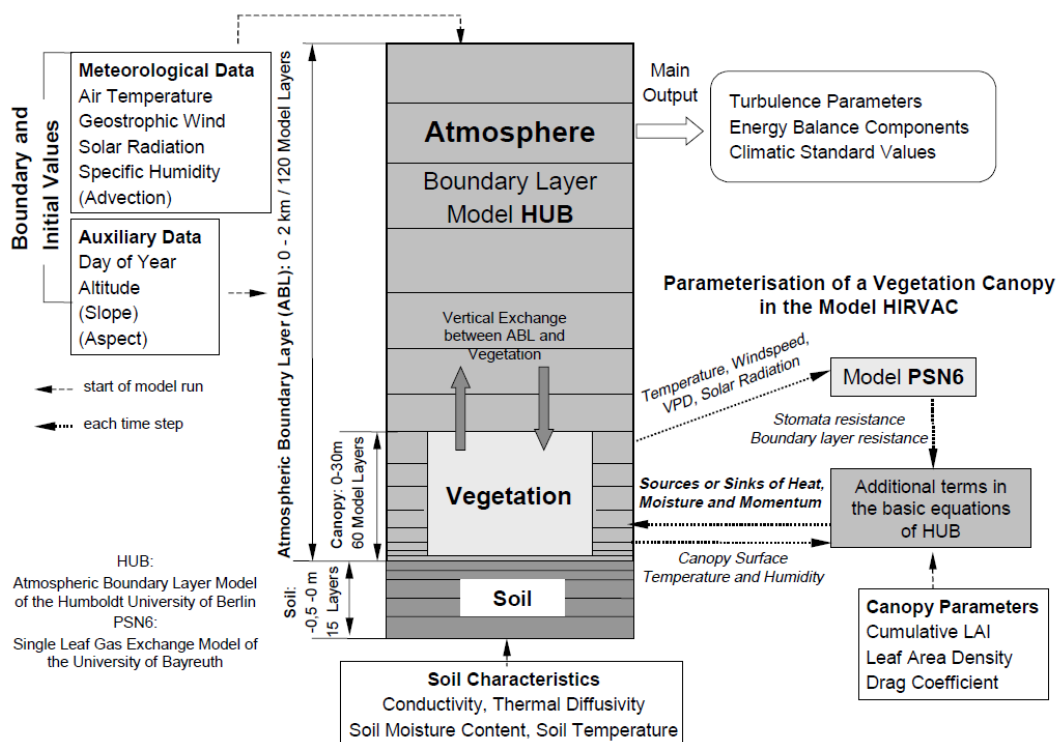 Boundary and
Initial Values
Meteorological Data
Air Temperature
Geostrophic Wind
Solar Radiation
Specific Humidity
(Advection)
Auxiliary Data
Day of Year
Altitude
(Slope)
(Aspect)
start of model run
each time step
HUB:
Atmospheric Boundary Layer Model
of the Humboldt University of Berlin
PSN6:
Single Leaf Gas Exchange Model of
the University of Bayreuth
Atmospheric Boundary Layer (ABL): 0 - 2 km / 120 Model Layers
Canopy: 0-30m
60 Model Layers
Soil:
-0,5 -0 m
15 Layers
Atmosphere
Boundary Layer
Model HUB
Vertical Exchange
between ABL and
Vegetation
Vegetation
Soil
Soil Characteristics
Conductivity, Thermal Diffusivity
Soil Moisture Content, Soil Temperature
Main
Output
Turbulence Parameters
Energy Balance Components
Climatic Standard Values
Parameterisation of a Vegetation Canopy
in the Model HIRVAC
Temperature, Windspeed,
VPD, Solar Radiation
Model PSN6
Stomata resistance
Boundary layer resistance
Sources or Sinks of Heat,
Moisture and Momentum
Additional terms in
the basic equations
of HUB
Canopy Surface
Temperature and Humidity
Canopy Parameters
Cumulative LAI
Leaf Area Density
Drag Coefficient